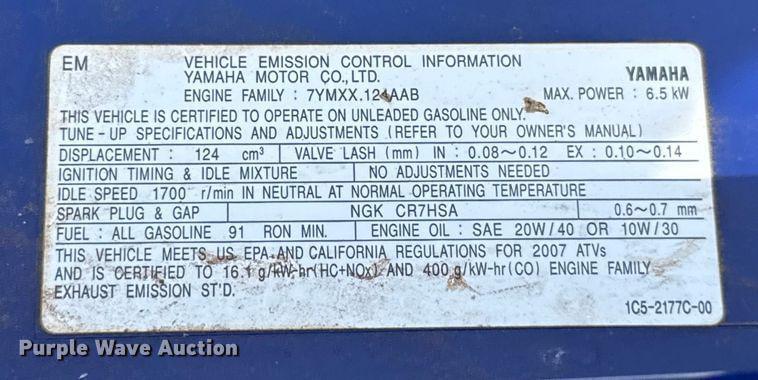 EM
VEHICLE EMISSION CONTROL INFORMATION
YAMAHA MOTOR CO.,LTD.
YAMAHA
ENGINE FAMILY : 7YMXX.124AAB MAX. POWER : 6.5 kW
THIS VEHICLE IS CERTIFIED TO OPERATE ON UNLEADED GASOLINE ONLY.
TUNE-UP SPECIFICATIONS AND ADJUSTMENTS (REFER TO YOUR OWNER'S MANUAL)
DISPLACEMENT : 124 cm³ VALVE LASH (mm) IN : 0.08~0.12 EX : 0.10~0.14
IGNITION TIMING & IDLE MIXTURE NO ADJUSTMENTS NEEDED
IDLE SPEED 1700 r/min IN NEUTRAL AT NORMAL OPERATING TEMPERATURE
SPARK PLUG & GAP NGK CR7HSA 0.6~0.7 mm
FUEL : ALL GASOLINE 91 RON MIN. ENGINE OIL : SAE 20W/40 OR 10W/30
THIS VEHICLE MEETS US EPA AND CALIFORNIA REGULATIONS FOR 2007 ATVs
AND IS CERTIFIED TO 16.1 g/kW-hr(HC+NOx) AND 400 g/kW-hr(CO) ENGINE FAMILY
EXHAUST EMISSION ST'D.
1C5-2177C-00
Purple Wave Auction